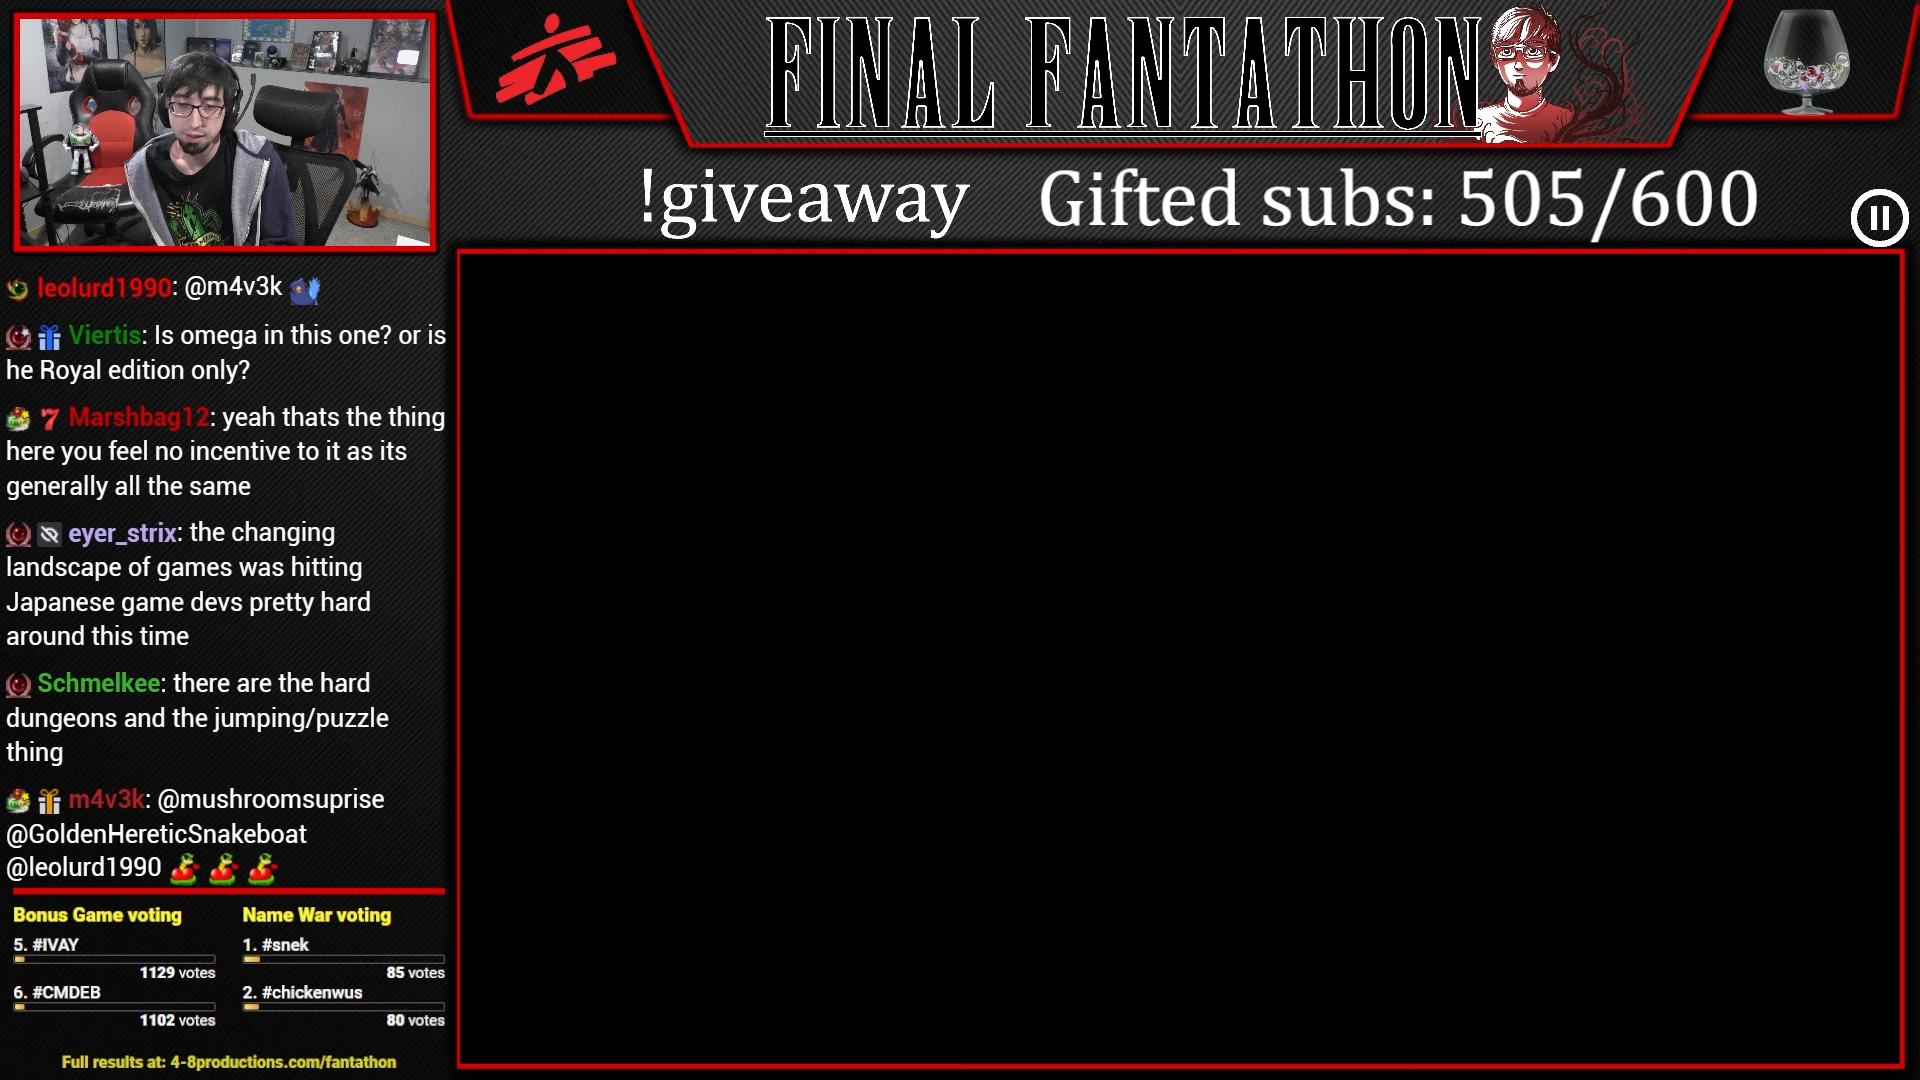 FINAL FANTATHON
!giveaway Gifted subs: 505/600
leolurd1990: @m4v3k
Viertis: Is omega in this one? or is
he Royal edition only?
7 Marshbag12: yeah thats the thing
here you feel no incentive to it as its
generally all the same
eyer_strix: the changing
landscape of games was hitting
Japanese game devs pretty hard
around this time
Schmelkee: there are the hard
dungeons and the jumping/puzzle
thing
m4v3k: @mushroomsuprise
@GoldenHereticSnakeboat
@leolurd1990
Bonus Game voting
5. #IVAY
1129 votes
6. #CMDEB
1102 votes
Name War voting
1. #snek
85 votes
2. #chickenwus
80 votes
Full results at: 4-8productions.com/fantathon